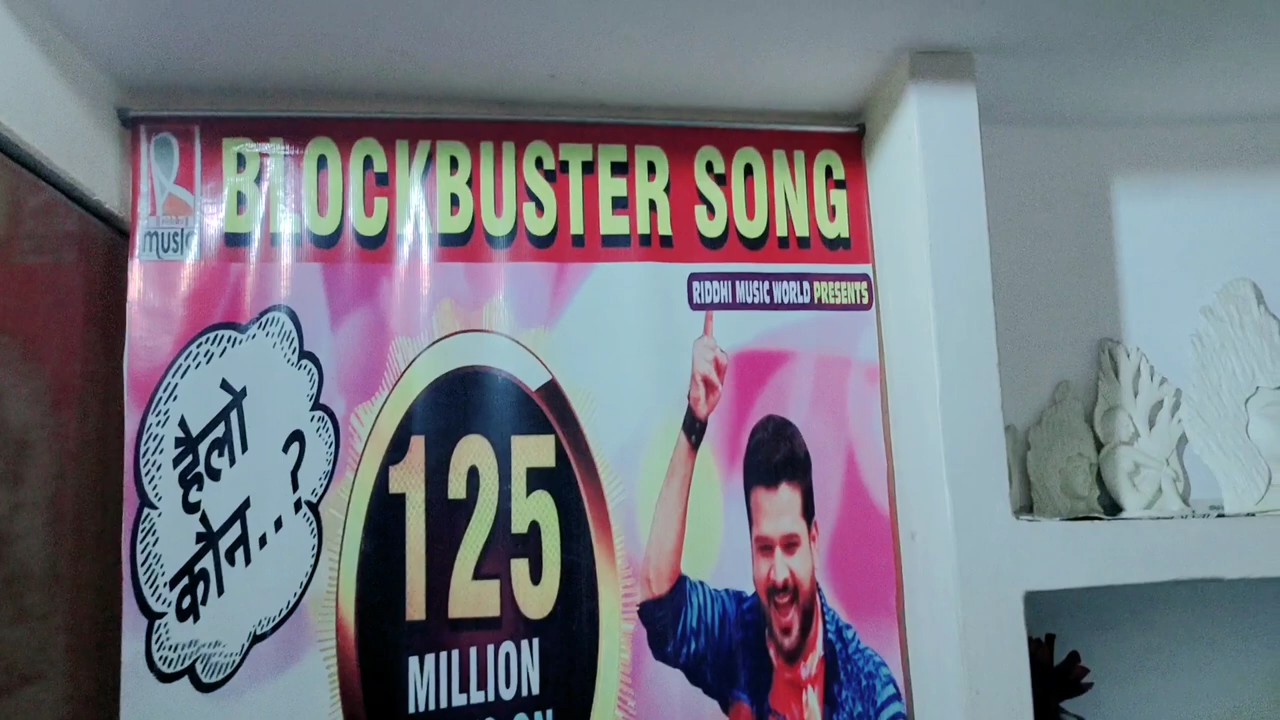 BLOCKBUSTER SONG
music
RIDDHI MUSIC WORLD PRESENTS
हैलो
कौन...?
125
MILLION